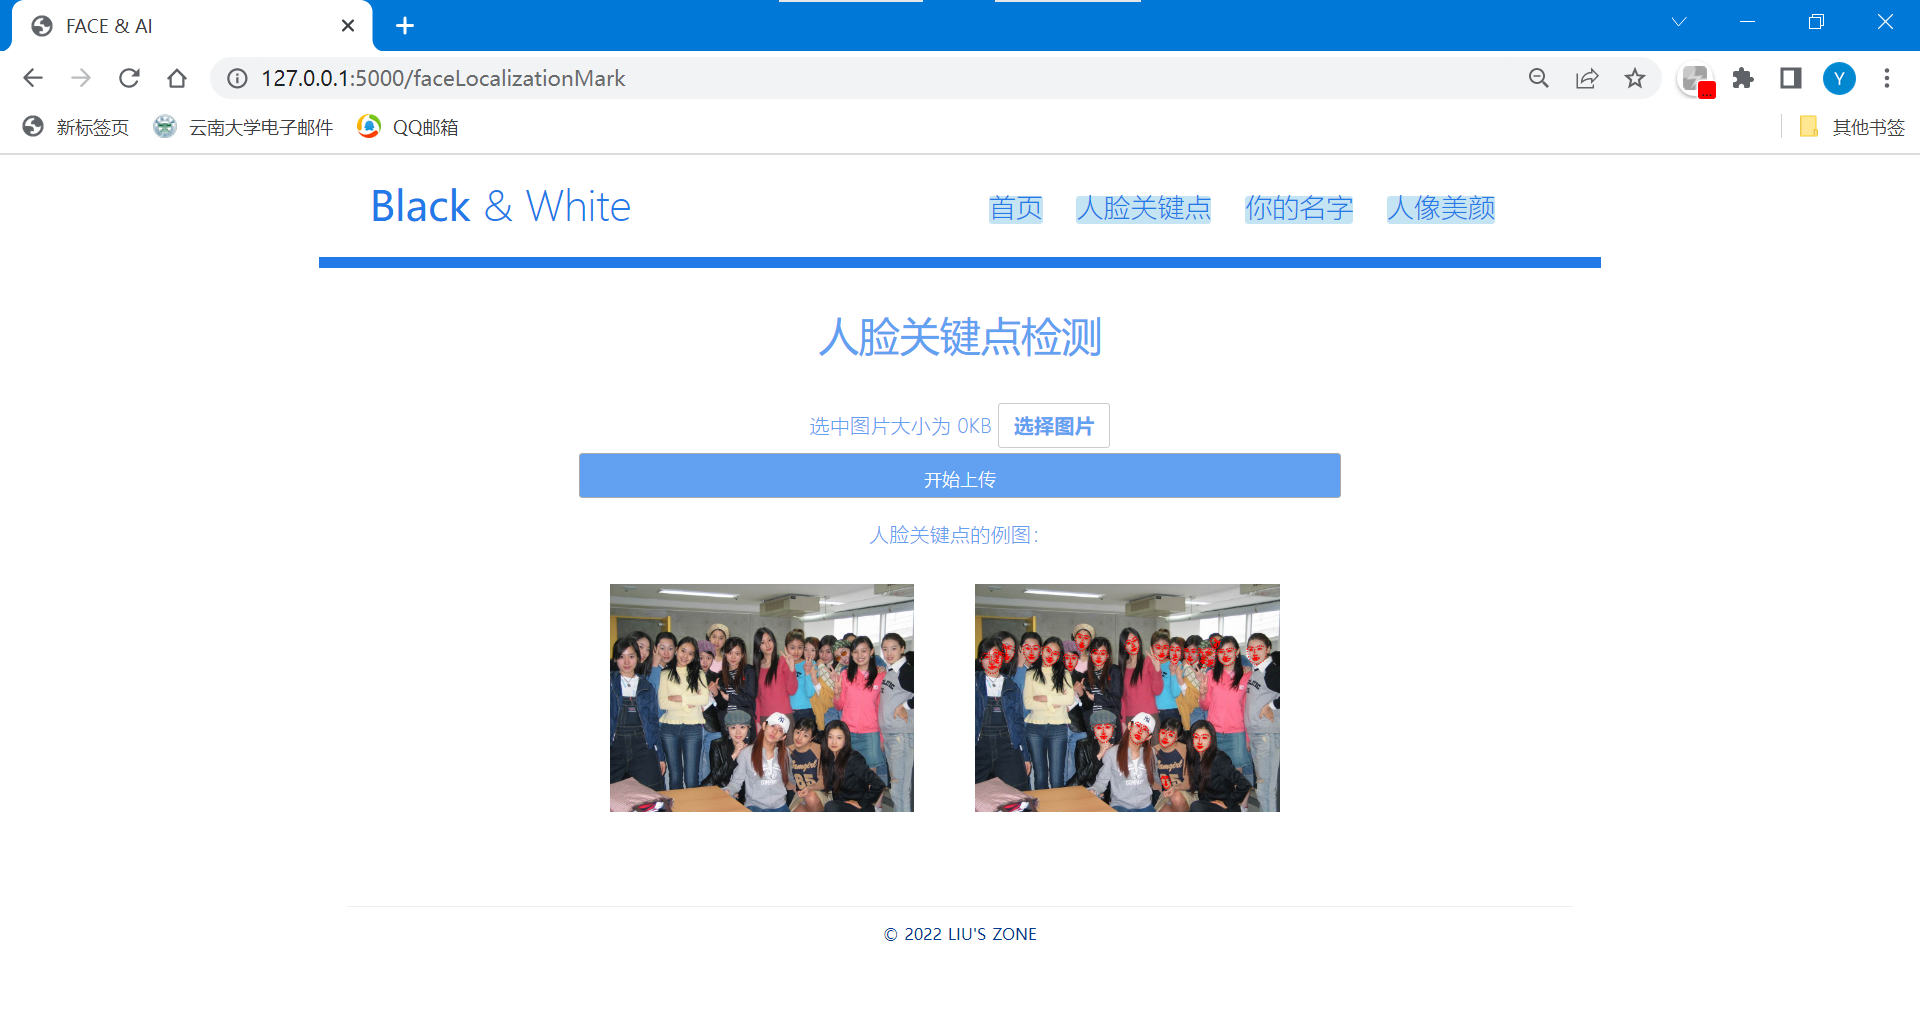 FACE & AI
127.0.0.1:5000/faceLocalizationMark
Y
新标签页
云南大学电子邮件
QQ邮箱
其他书签
Black & White
首页
人脸关键点
你的名字
人像美颜
人脸关键点检测
选中图片大小为 0KB
选择图片
开始上传
人脸关键点的例图：
© 2022 LIU'S ZONE